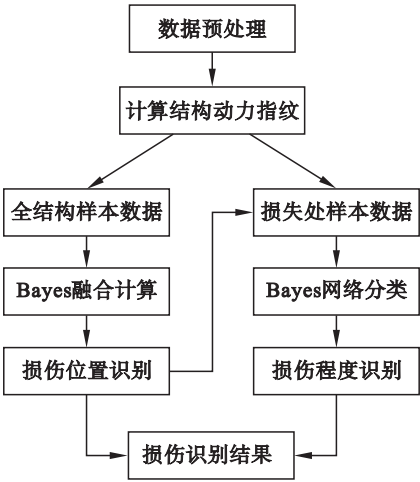 数据预处理
计算结构动力指纹
全结构样本数据
损失处样本数据
Bayes融合计算
Bayes网络分类
损伤位置识别
损伤程度识别
损伤识别结果